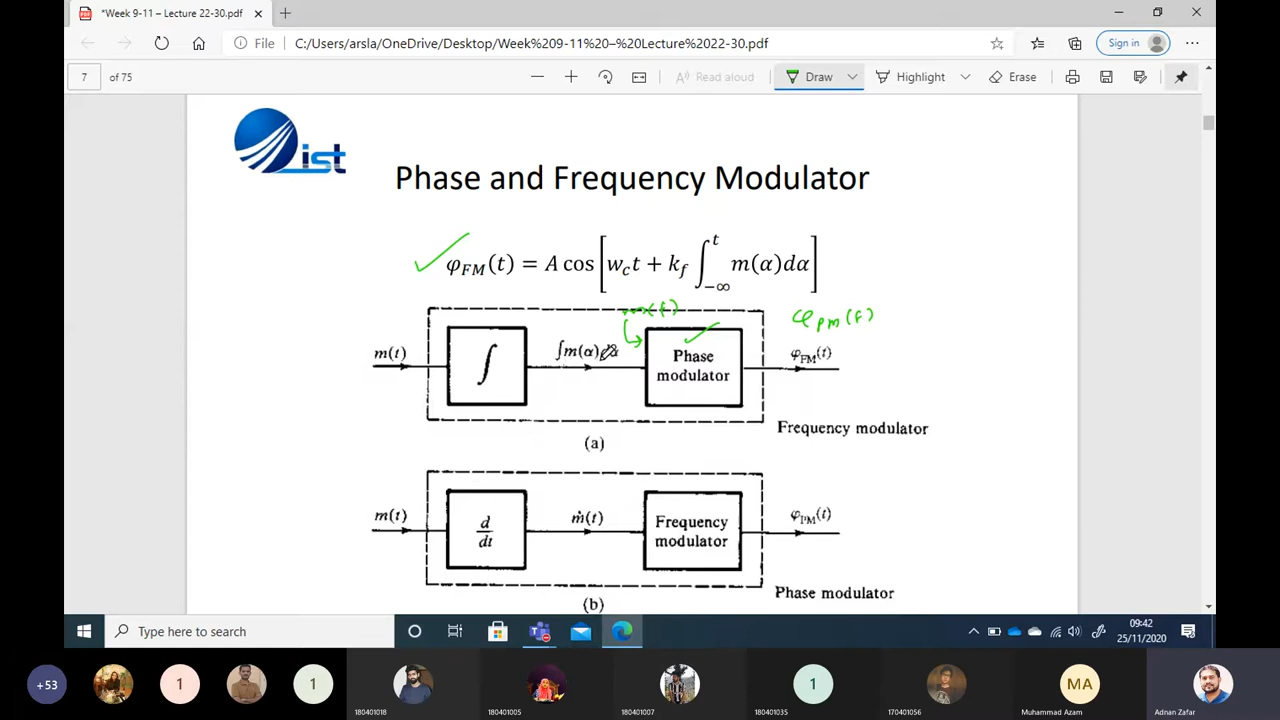 *Week 9-11 – Lecture 22-30.pdf
File C:/Users/arsla/OneDrive/Desktop/Week%209-11%20–%20Lecture%2022-30.pdf Sign in
7 of 75 Read aloud Draw Highlight Erase
ist
Phase and Frequency Modulator
φFM(t) = A cos[wct + kf ∫−∞^t m(α)dα]
m(t)
φPM(t)
m(t) ∫ ∫m(α)dα Phase modulator φFM(t)
Frequency modulator
(a)
m(t) d/dt ṁ(t) Frequency modulator φPM(t)
Phase modulator
(b)
Type here to search
09:42
25/11/2020
+53 1 1 1 MA
180401018 180401005 180401007 180401035 170401056 Muhammad Azam Adnan Zafar